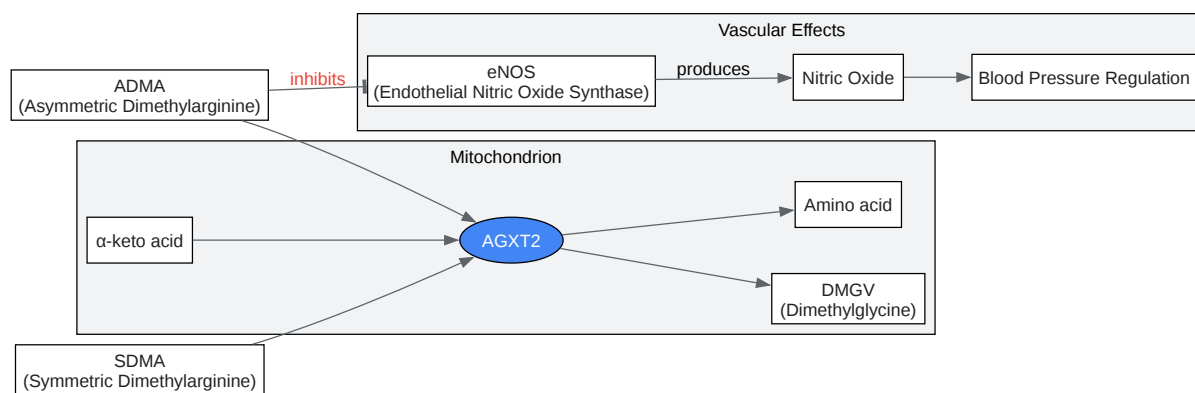 Vascular Effects
ADMA
(Asymmetric Dimethylarginine)
inhibits
eNOS
(Endothelial Nitric Oxide Synthase)
produces
Nitric Oxide
Blood Pressure Regulation
Mitochondrion
α-keto acid
AGXT2
Amino acid
DMGV
(Dimethylglycine)
SDMA
(Symmetric Dimethylarginine)